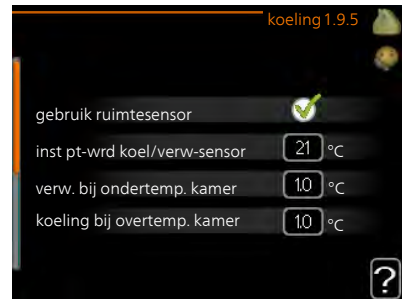 koeling 1.9.5
gebruik ruimtesensor
inst pt-wrd koel/verw-sensor 21 °C
verw. bij ondertemp. kamer 1.0 °C
koeling bij overtemp. kamer 1.0 °C
?